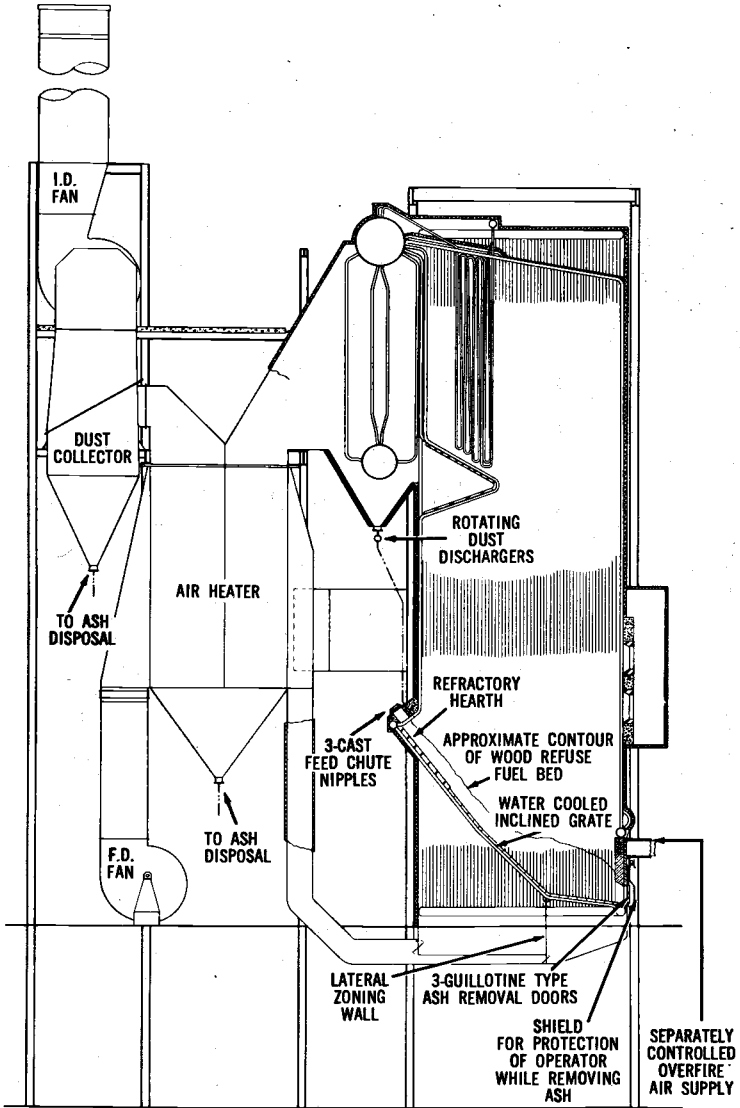 I.D.
FAN
DUST
COLLECTOR
ROTATING
DUST
DISCHARGERS
AIR HEATER
TO ASH
DISPOSAL
REFRACTORY
HEARTH
3-CAST
FEED CHUTE
NIPPLES
APPROXIMATE CONTOUR
OF WOOD REFUSE
FUEL BED
WATER COOLED
INCLINED GRATE
TO ASH
DISPOSAL
F.D.
FAN
LATERAL
ZONING
WALL
3-GUILLOTINE TYPE
ASH REMOVAL DOORS
SHIELD
FOR PROTECTION
OF OPERATOR
WHILE REMOVING
ASH
SEPARATELY
CONTROLLED
OVERFIRE
AIR SUPPLY